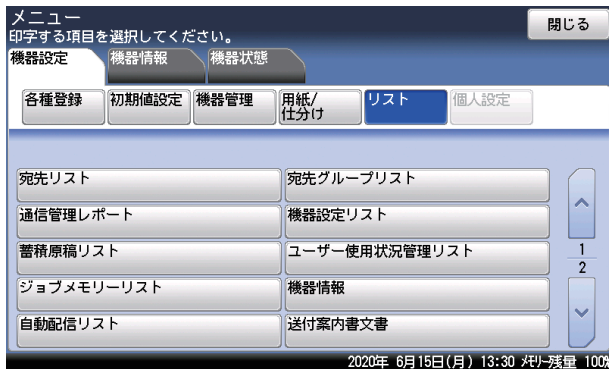 メニュー
印字する項目を選択してください。
閉じる
機器設定
機器情報
機器状態
各種登録
初期値設定
機器管理
用紙/
仕分け
リスト
個人設定
宛先リスト
宛先グループリスト
通信管理レポート
機器設定リスト
蓄積原稿リスト
ユーザー使用状況管理リスト
1
2
ジョブメモリーリスト
機器情報
自動配信リスト
送付案内書文書
2020年 6月15日(月) 13:30 メモリー残量 100%